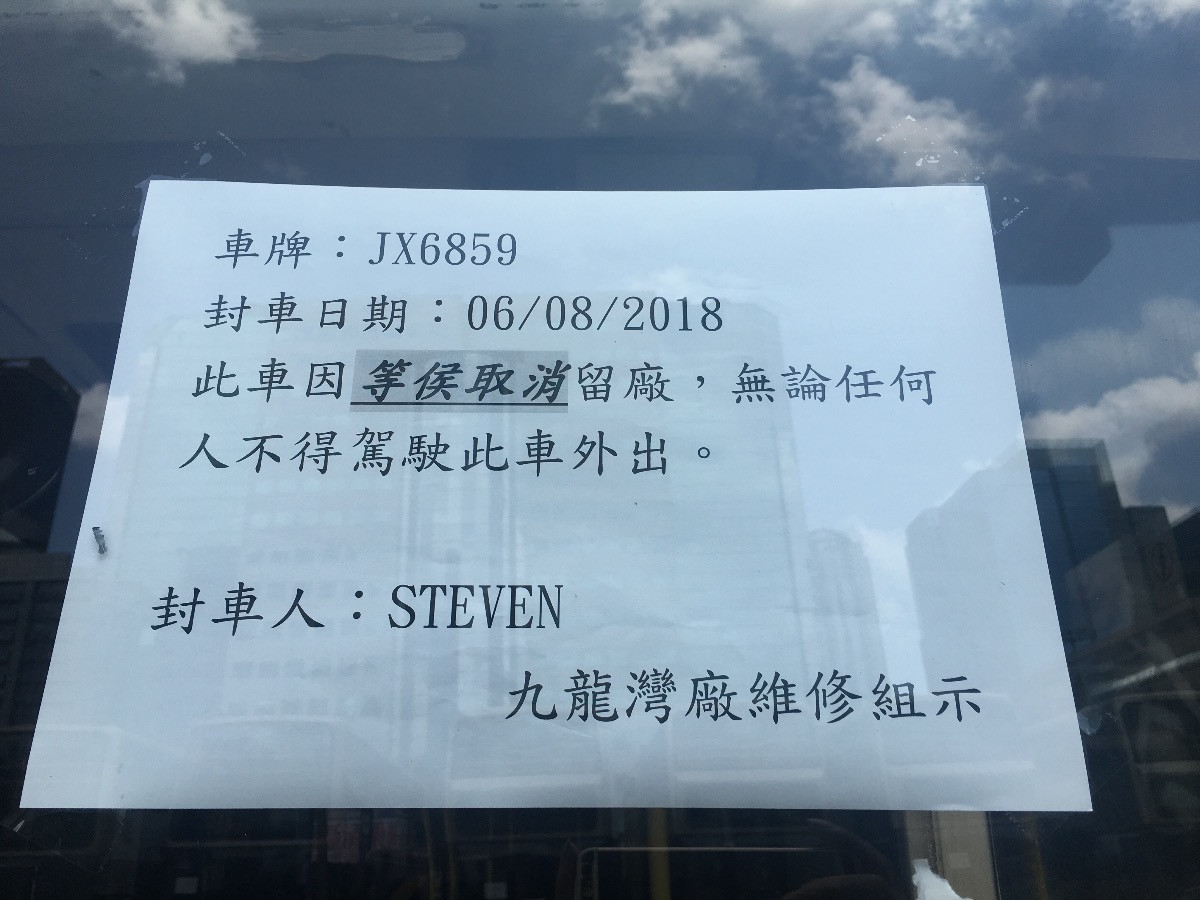 車牌：JX6859
封車日期：06/08/2018
此車因 等侯取消留廠，無論任何
人不得駕駛此車外出。
封車人：STEVEN
九龍灣廠維修組示